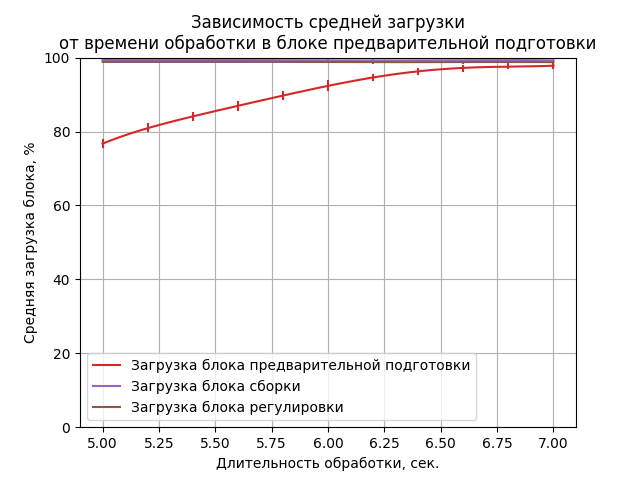 Зависимость средней загрузки
от времени обработки в блоке предварительной подготовки
Средняя загрузка блока, %
100
80
60
40
20
0
Загрузка блока предварительной подготовки
Загрузка блока сборки
Загрузка блока регулировки
5.00 5.25 5.50 5.75 6.00 6.25 6.50 6.75 7.00
Длительность обработки, сек.